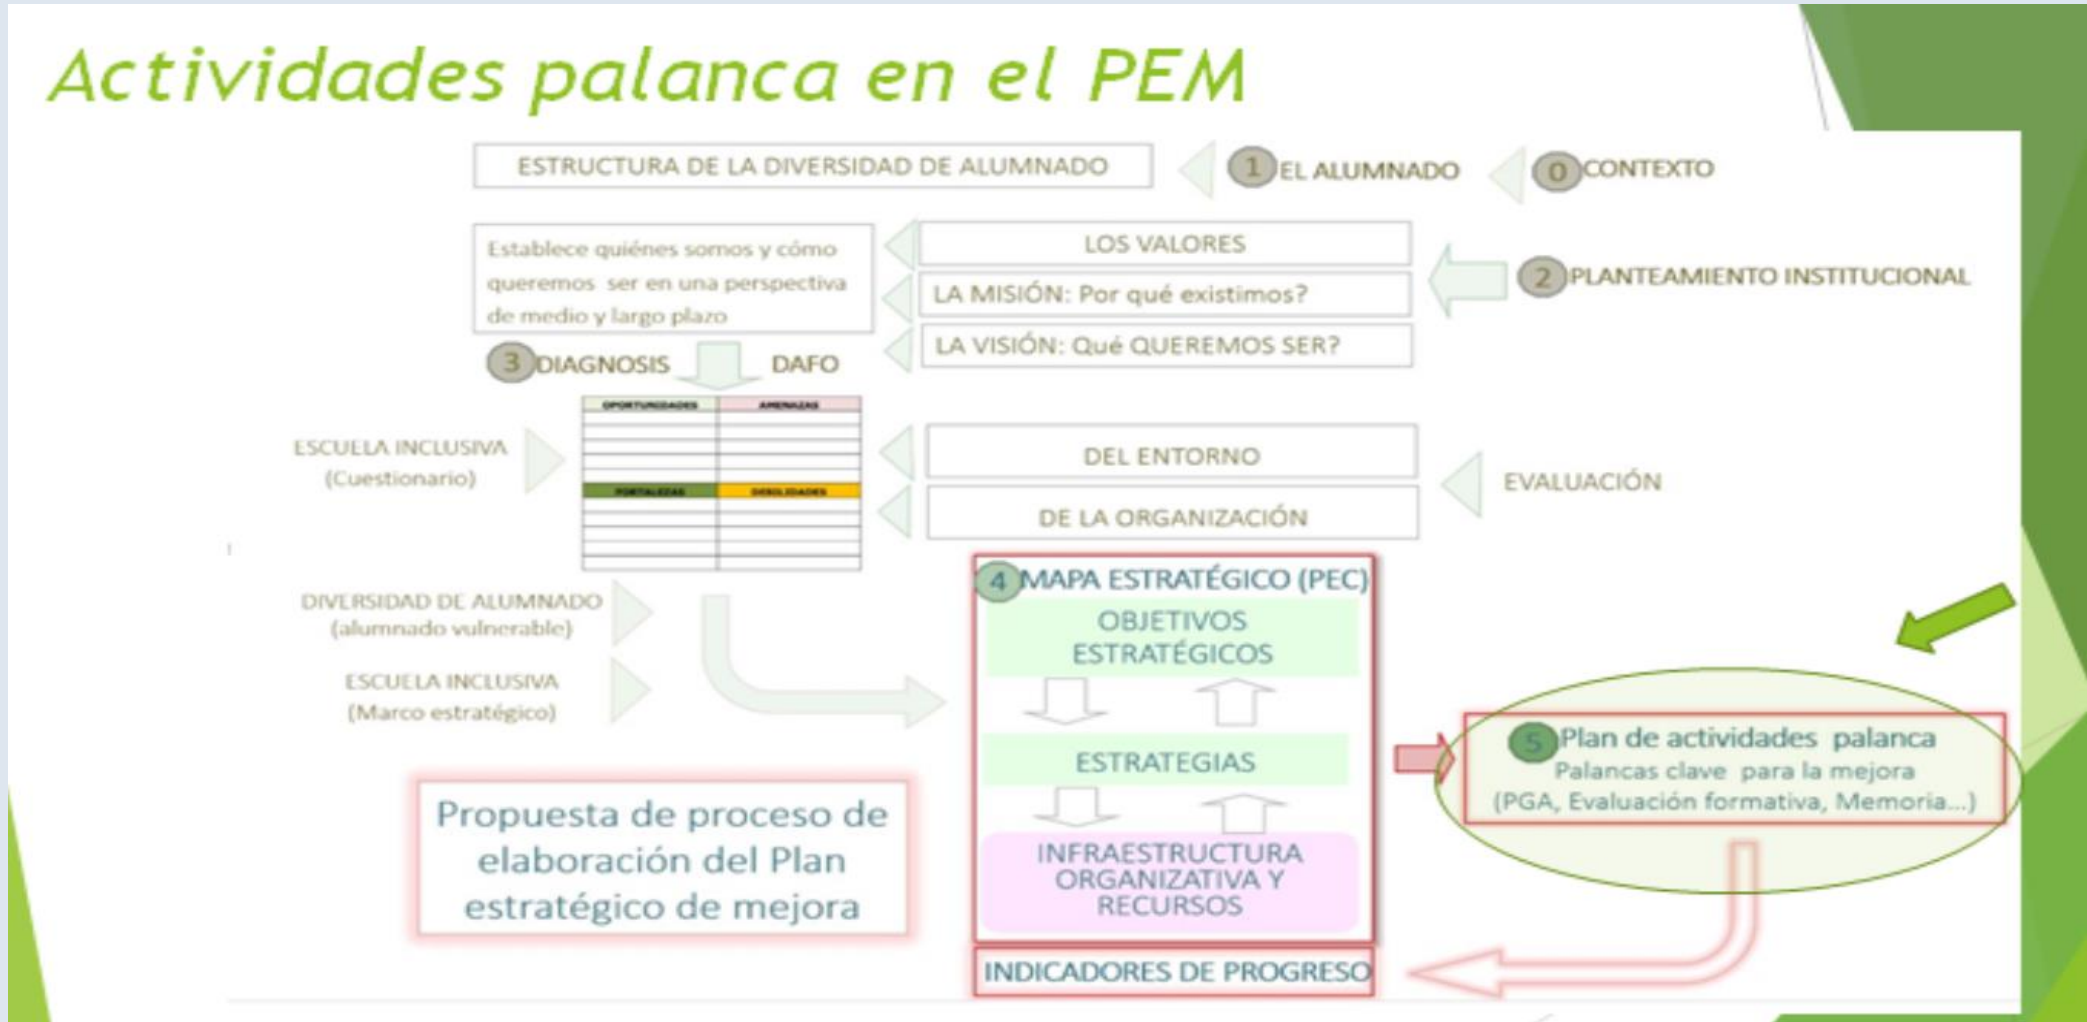 Actividades palanca en el PEM
ESTRUCTURA DE LA DIVERSIDAD DE ALUMNADO
1 EL ALUMNADO
0 CONTEXTO
Establece quiénes somos y cómo
queremos ser en una perspectiva
de medio y largo plazo
LOS VALORES
LA MISIÓN: Por qué existimos?
LA VISIÓN: Qué QUEREMOS SER?
2 PLANTEAMIENTO INSTITUCIONAL
3 DIAGNOSIS
DAFO
OPORTUNIDADES
AMENAZAS
FORTALEZAS
DEBILIDADES
ESCUELA INCLUSIVA
(Cuestionario)
DEL ENTORNO
DE LA ORGANIZACIÓN
EVALUACIÓN
DIVERSIDAD DE ALUMNADO
(alumnado vulnerable)
ESCUELA INCLUSIVA
(Marco estratégico)
4 MAPA ESTRATÉGICO (PEC)
OBJETIVOS
ESTRATÉGICOS
ESTRATEGIAS
INFRAESTRUCTURA
ORGANIZATIVA Y
RECURSOS
INDICADORES DE PROGRESO
5 Plan de actividades palanca
Palancas clave para la mejora
(PGA, Evaluación formativa, Memoria...)
Propuesta de proceso de
elaboración del Plan
estratégico de mejora